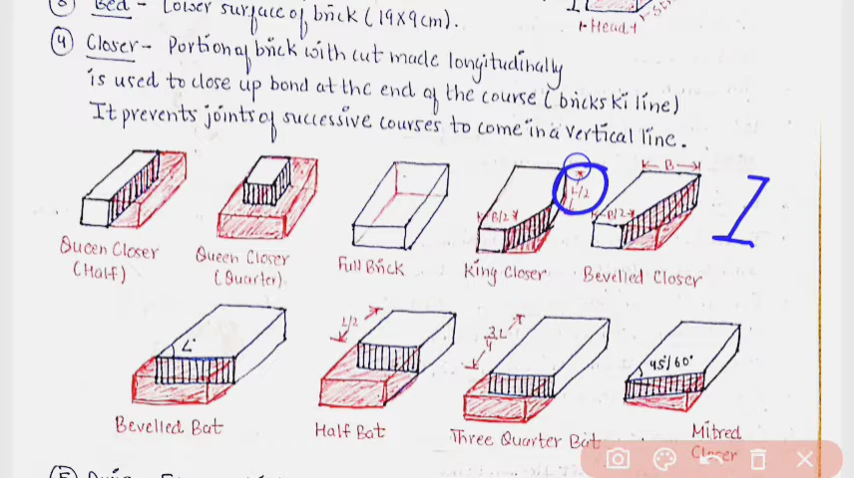 ③ Bed - Lower surface of brick (19x9cm).
Head
④ Closer - Portion of brick with cut made longitudinally
is used to close up bond at the end of the course (bricks ki line)
It prevents joints of successive courses to come in a vertical line.
B
L/2
B/2
B/2
Queen Closer
(Half)
Queen Closer
(Quarter)
Full Brick
King Closer
Bevelled Closer
L/2
3/4 L
45°/60°
Bevelled Bat
Half Bat
Three Quarter Bat
Mitred
Closer